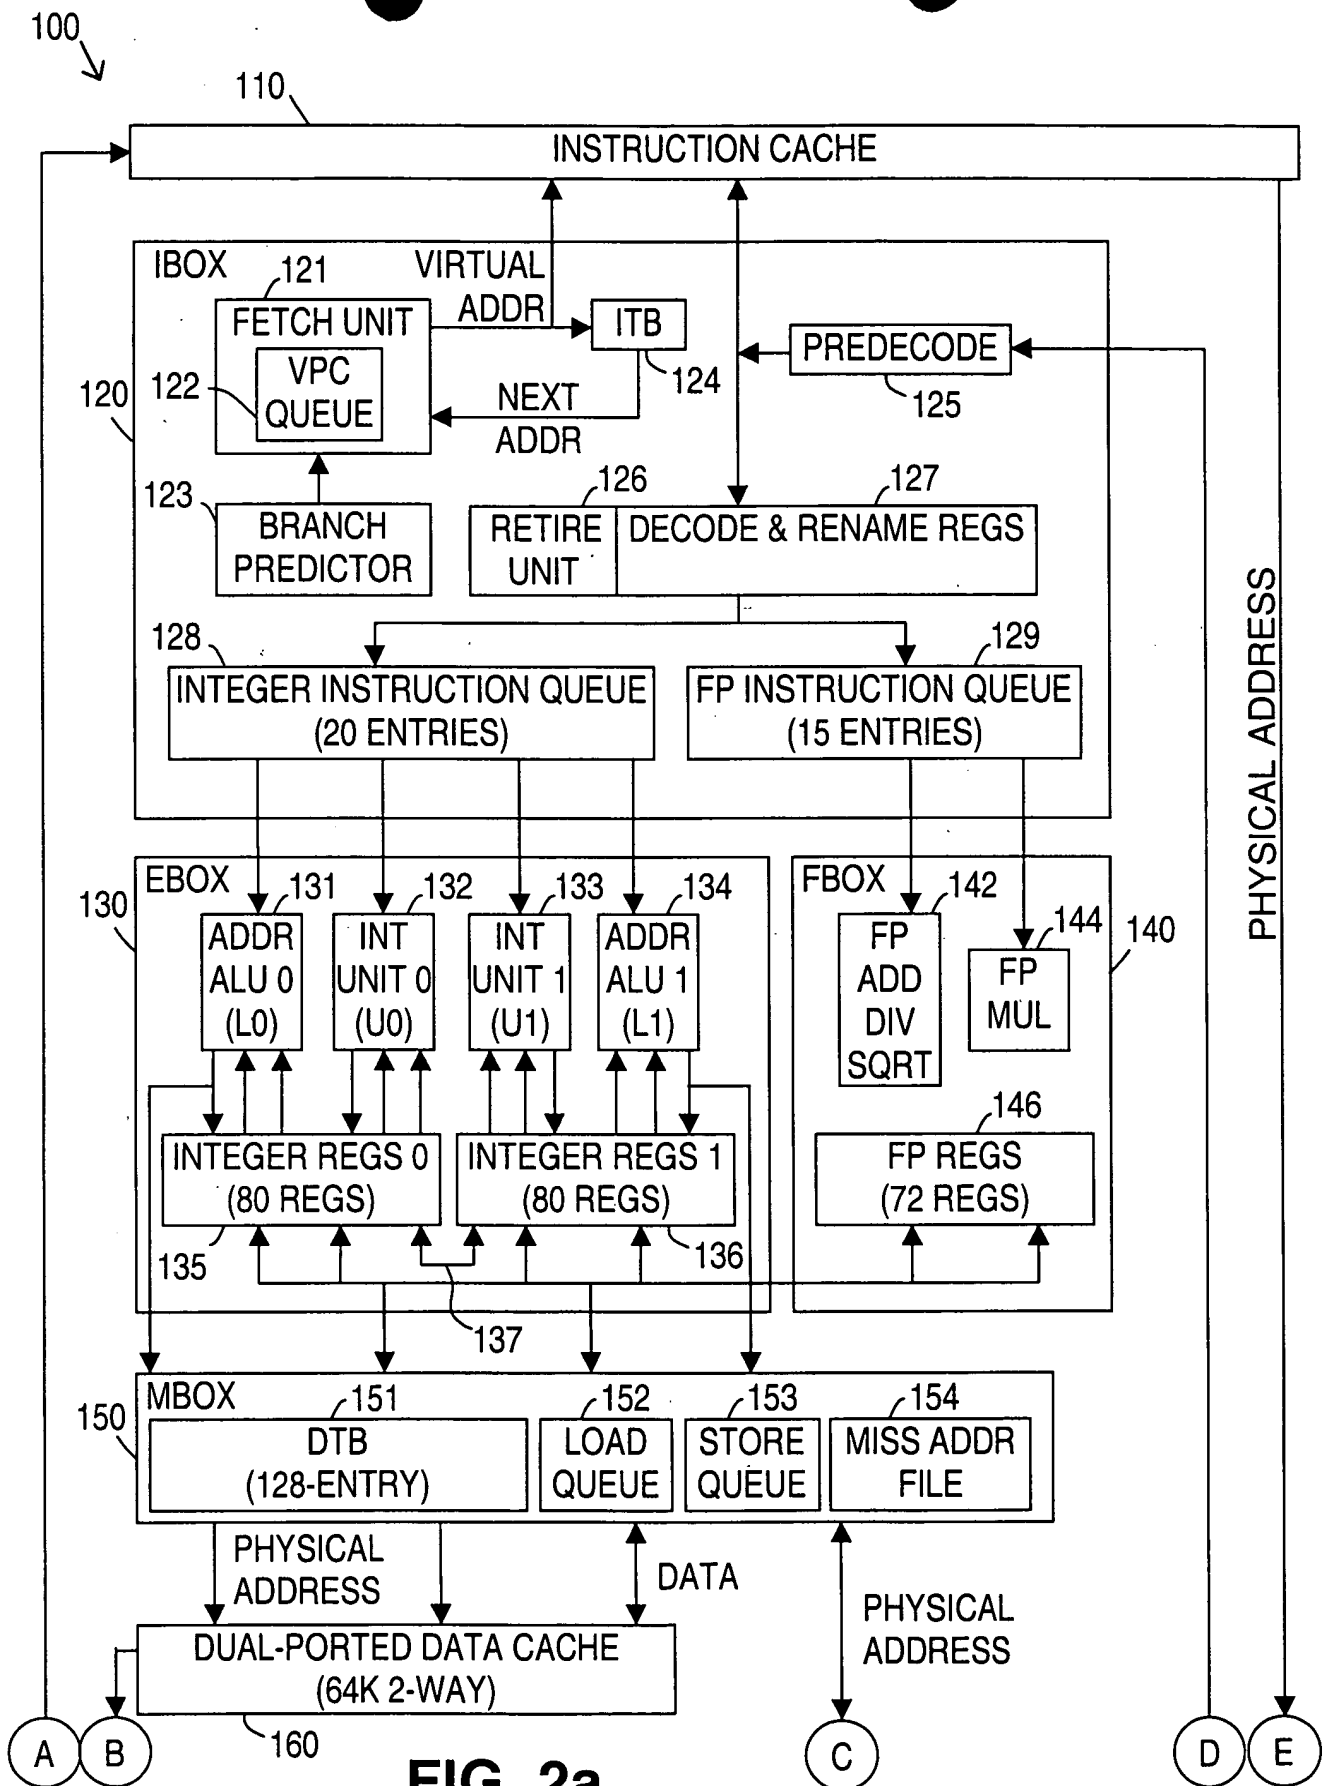 100
110
INSTRUCTION CACHE
IBOX
121
VIRTUAL
ADDR
FETCH UNIT
ITB
PREDECODE
VPC
QUEUE
122
124
125
120
NEXT
ADDR
123
126
127
BRANCH
PREDICTOR
RETIRE
UNIT
DECODE & RENAME REGS
128
129
INTEGER INSTRUCTION QUEUE
(20 ENTRIES)
FP INSTRUCTION QUEUE
(15 ENTRIES)
PHYSICAL ADDRESS
EBOX
131
132
133
134
FBOX
142
130
140
144
ADDR
ALU 0
(L0)
INT
UNIT 0
(U0)
INT
UNIT 1
(U1)
ADDR
ALU 1
(L1)
FP
ADD
DIV
SQRT
FP
MUL
146
INTEGER REGS 0
(80 REGS)
INTEGER REGS 1
(80 REGS)
FP REGS
(72 REGS)
135
136
137
MBOX
151
152
153
154
150
DTB
(128-ENTRY)
LOAD
QUEUE
STORE
QUEUE
MISS ADDR
FILE
PHYSICAL
ADDRESS
DATA
PHYSICAL
ADDRESS
DUAL-PORTED DATA CACHE
(64K 2-WAY)
160
A
B
C
D
E
FIG. 2a